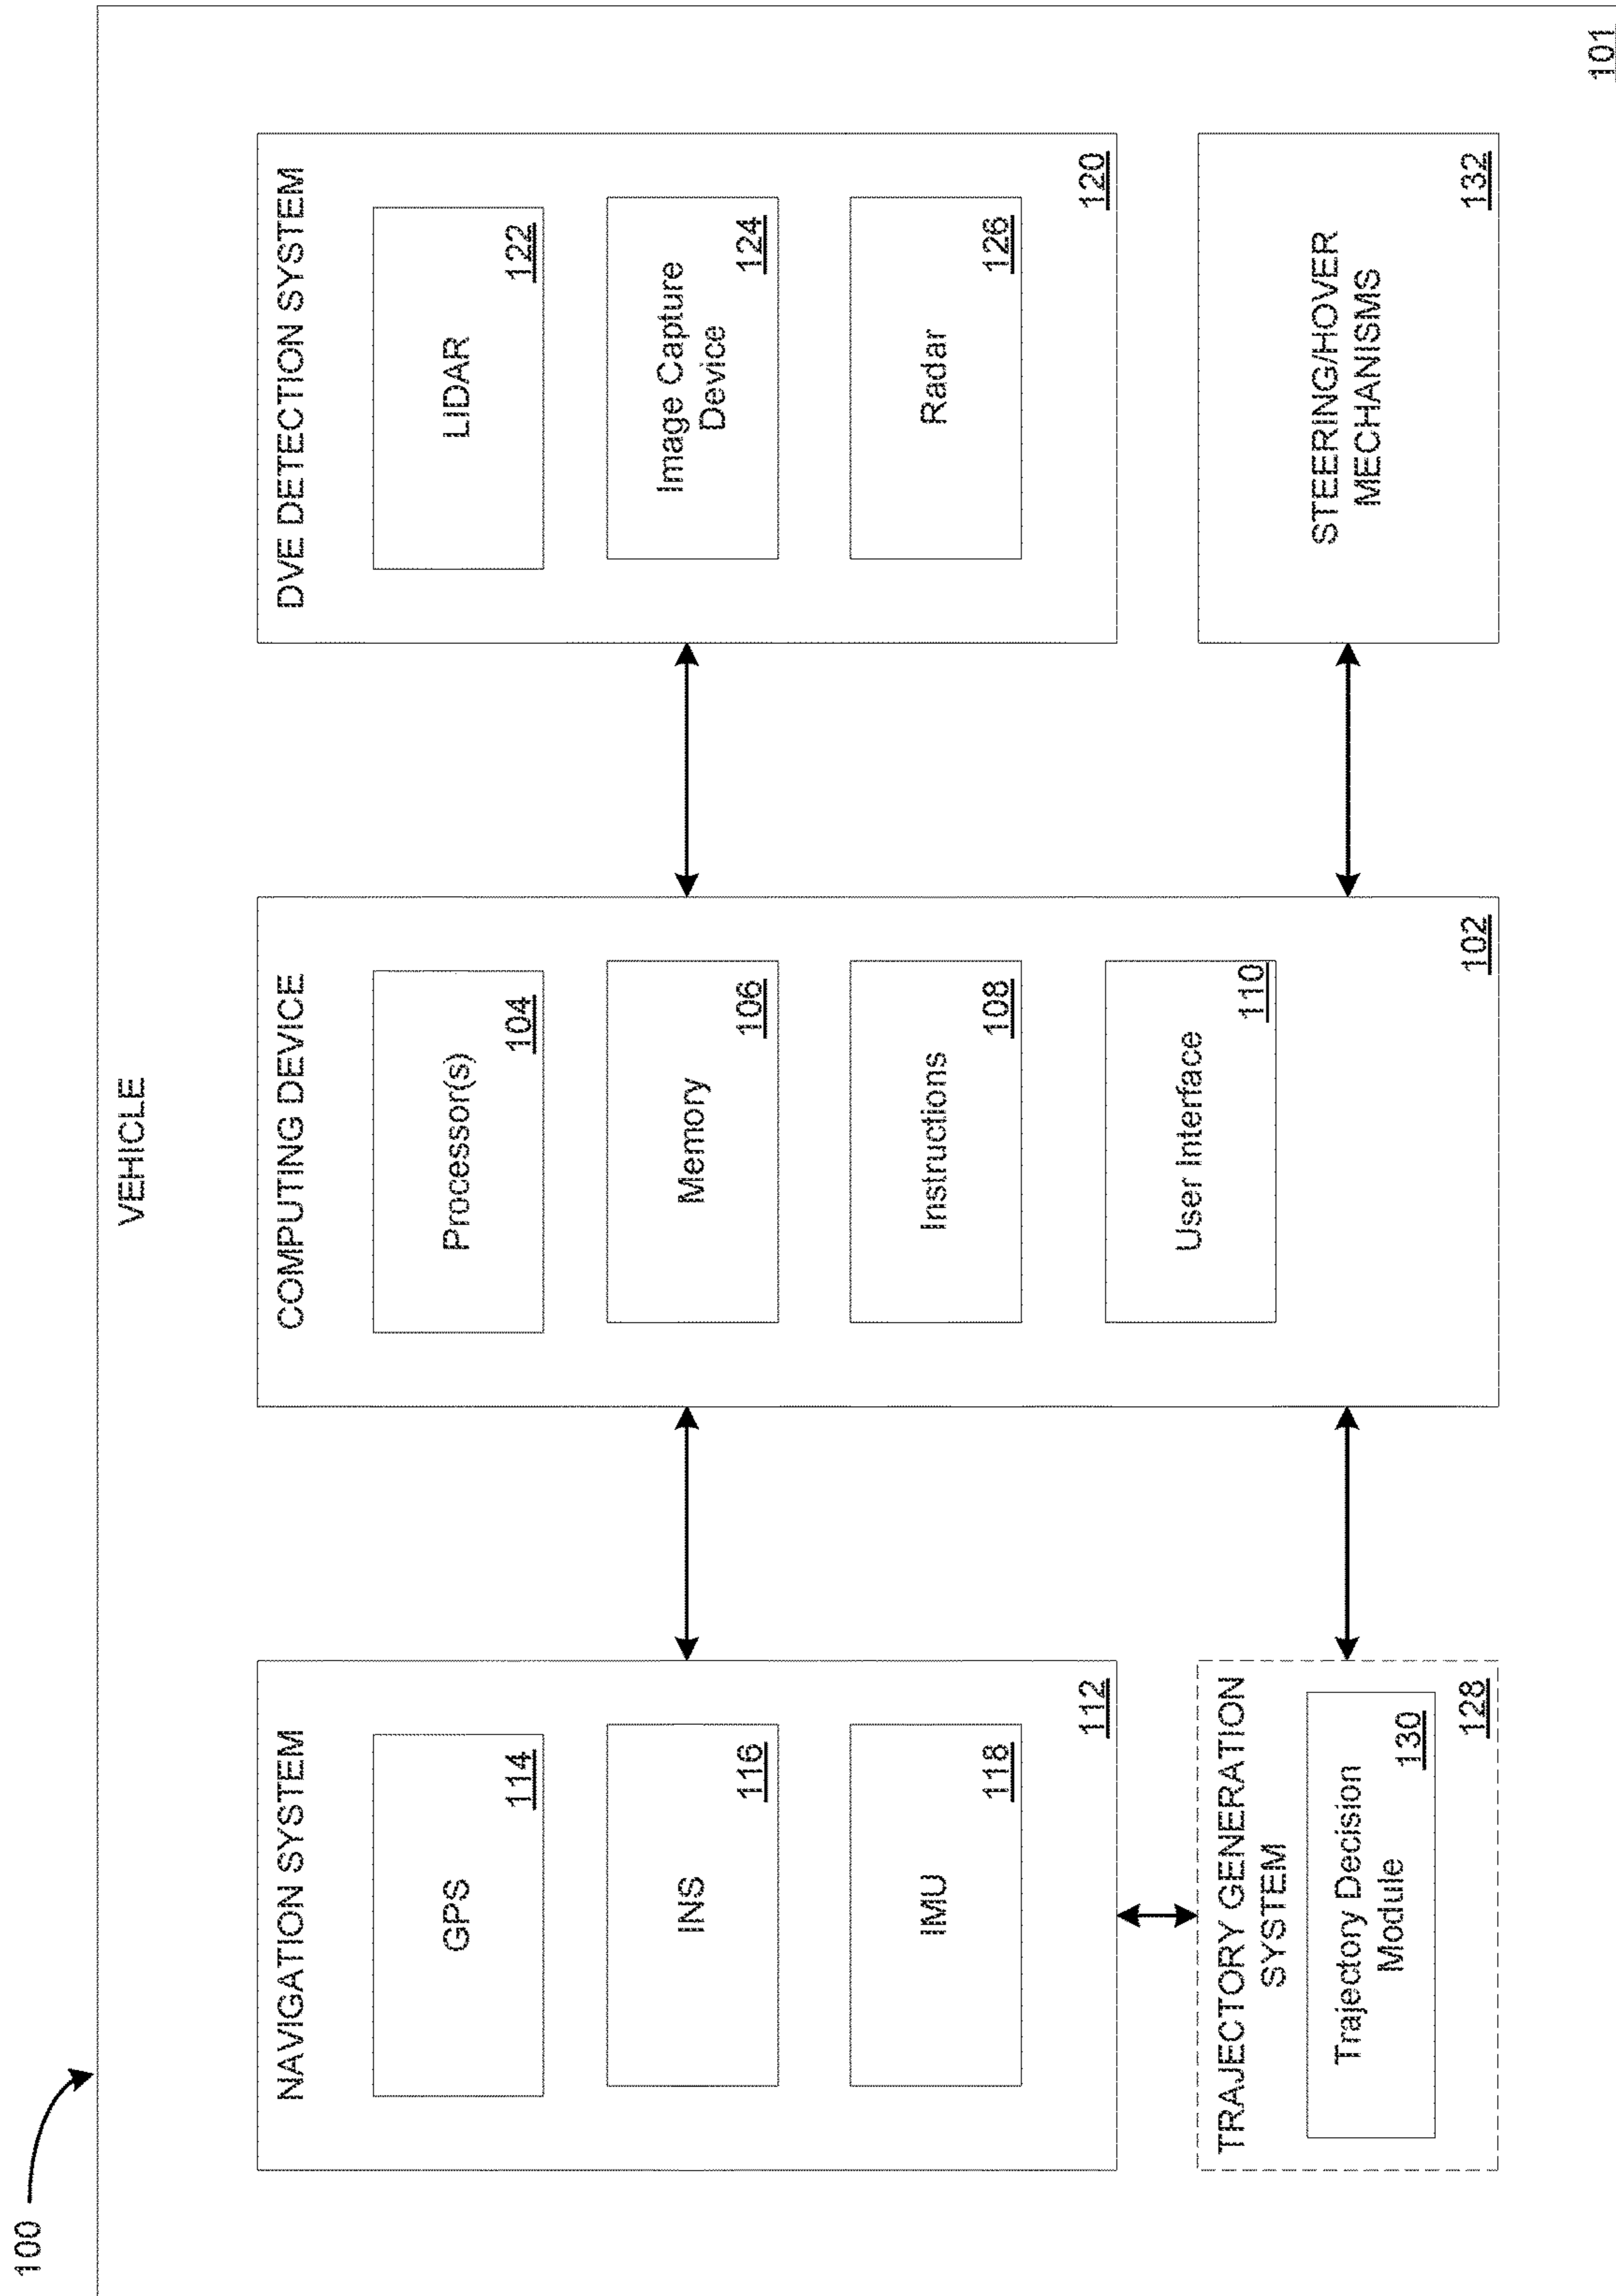 100
VEHICLE
NAVIGATION SYSTEM
GPS
114
INS
116
IMU
118
112
TRAJECTORY GENERATION
SYSTEM
Trajectory Decision
Module
130
128
COMPUTING DEVICE
Processor(s)
104
Memory
106
Instructions
108
User Interface
110
102
DVE DETECTION SYSTEM
LIDAR
122
Image Capture
Device
124
Radar
126
120
STEERING/HOVER
MECHANISMS
132
101